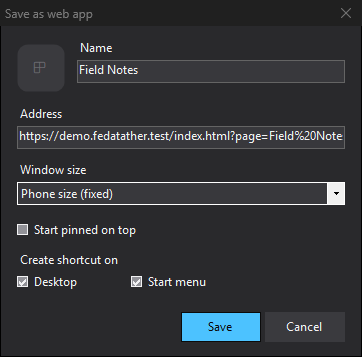 Save as web app
Name
Field Notes
Address
https://demo.fedatather.test/index.html?page=Field%20Note
Window size
Phone size (fixed)
Start pinned on top
Create shortcut on
Desktop
Start menu
Save
Cancel